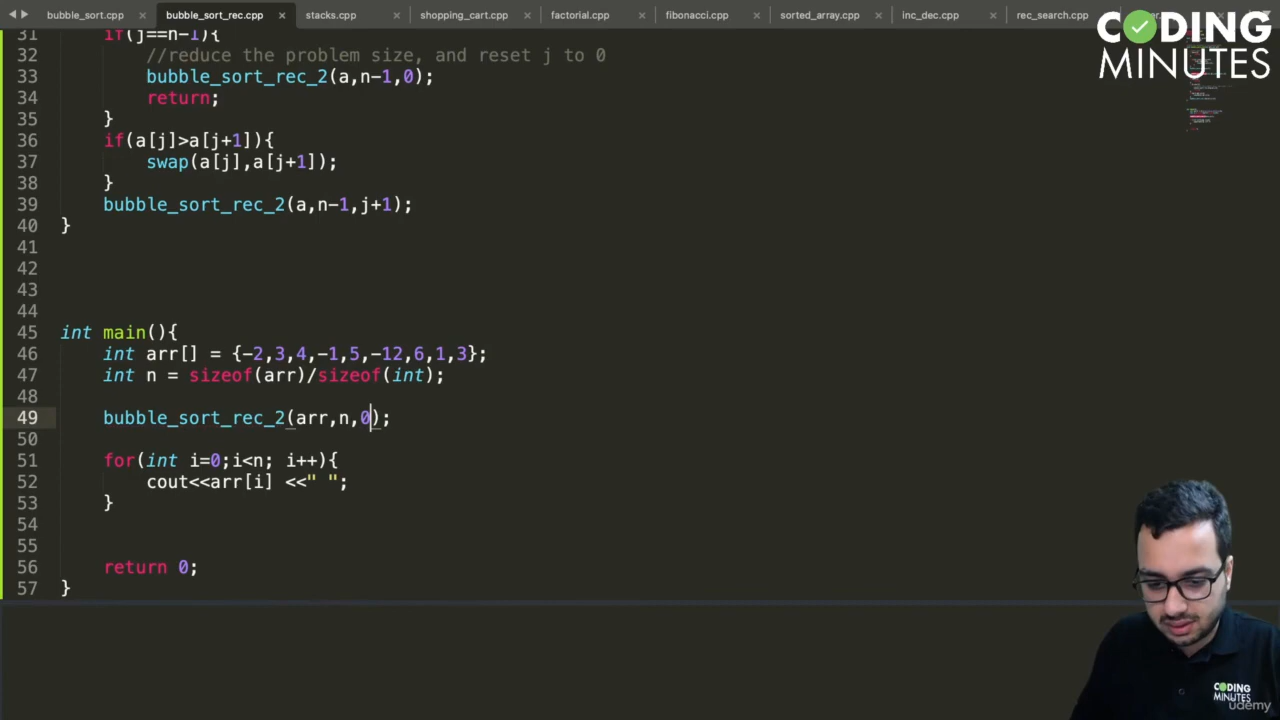 bubble_sort.cpp × bubble_sort_rec.cpp × stacks.cpp × shopping_cart.cpp × factorial.cpp × fibonacci.cpp × sorted_array.cpp × inc_dec.cpp × rec_search.cpp
CODING
MINUTES
31 if(j==n-1){
32 //reduce the problem size, and reset j to 0
33 bubble_sort_rec_2(a,n-1,0);
34 return;
35 }
36 if(a[j]>a[j+1]){
37 swap(a[j],a[j+1]);
38 }
39 bubble_sort_rec_2(a,n-1,j+1);
40 }
41
42
43
44
45 int main(){
46 int arr[] = {-2,3,4,-1,5,-12,6,1,3};
47 int n = sizeof(arr)/sizeof(int);
48
49 bubble_sort_rec_2(arr,n,0);
50
51 for(int i=0;i<n; i++){
52 cout<<arr[i] <<" ";
53 }
54
55
56 return 0;
57 }
CODING
MINUTES
udemy